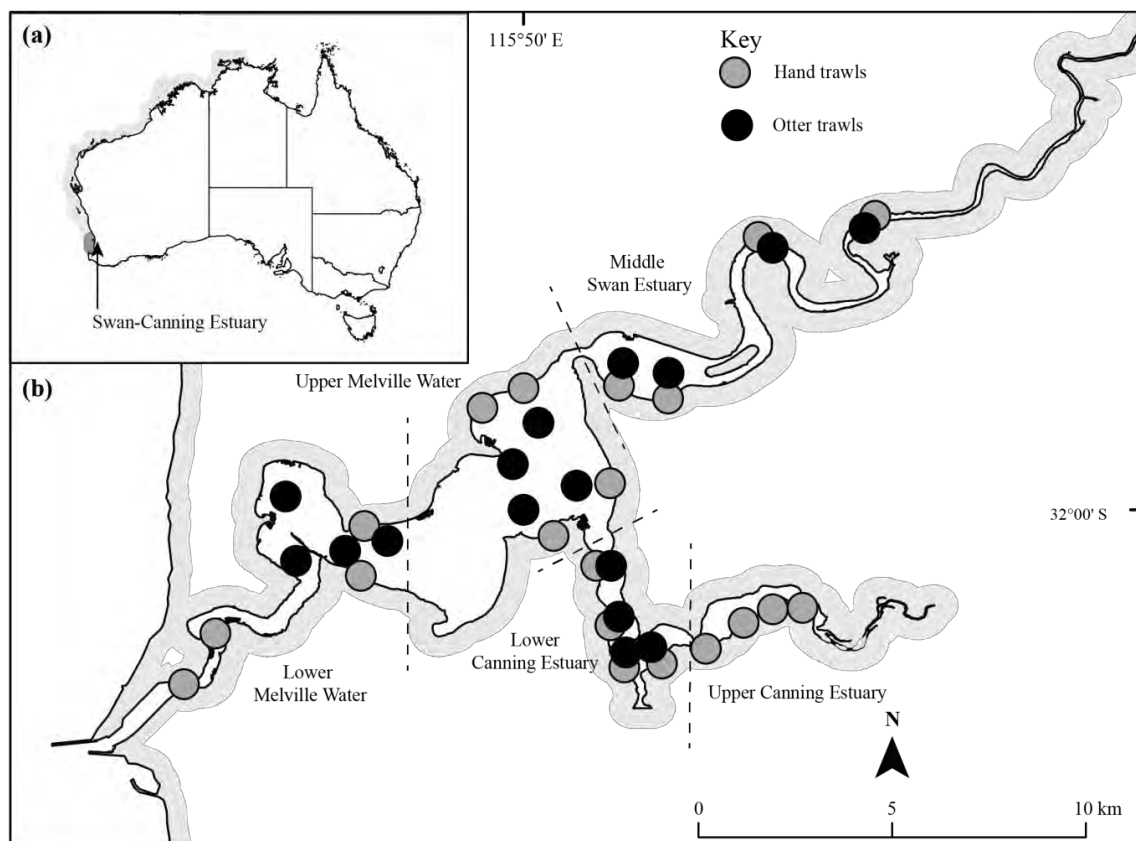 (a)
115°50' E
Key
Hand trawls
Otter trawls
Swan-Canning Estuary
Middle
Swan Estuary
Upper Melville Water
(b)
32°00' S
Lower
Canning Estuary
Lower
Melville Water
Upper Canning Estuary
N
0
5
10 km